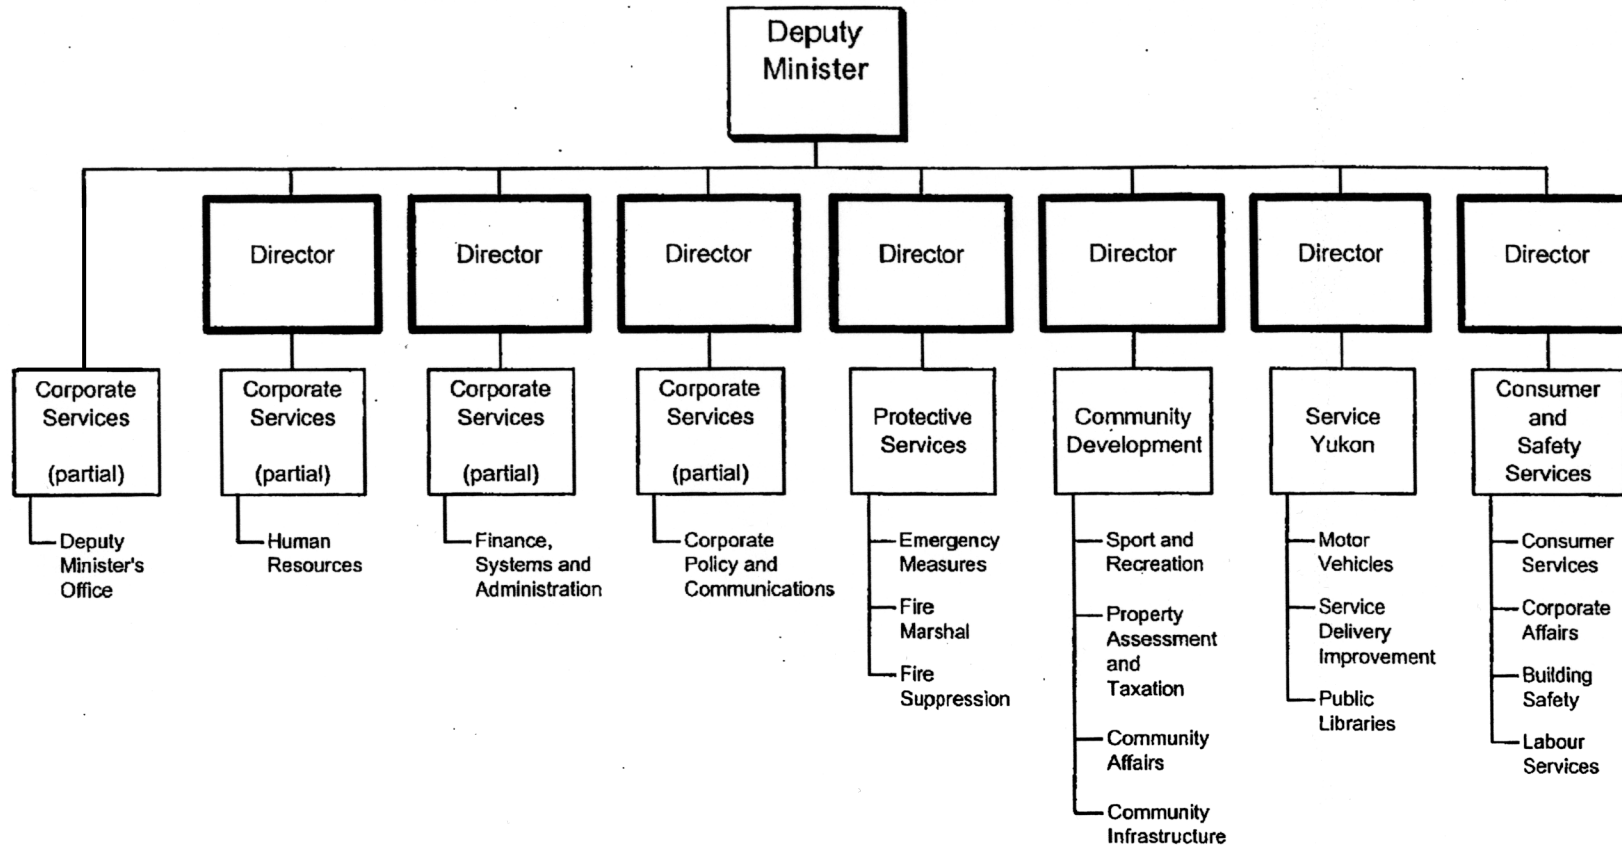 Deputy
Minister
Director
Director
Director
Director
Director
Director
Director
Corporate
Services
(partial)
Corporate
Services
(partial)
Corporate
Services
(partial)
Corporate
Services
(partial)
Protective
Services
Community
Development
Service
Yukon
Consumer
and
Safety
Services
Deputy
Minister's
Office
Human
Resources
Finance,
Systems and
Administration
Corporate
Policy and
Communications
Emergency
Measures
Fire
Marshal
Fire
Suppression
Sport and
Recreation
Property
Assessment
and
Taxation
Community
Affairs
Community
Infrastructure
Motor
Vehicles
Service
Delivery
Improvement
Public
Libraries
Consumer
Services
Corporate
Affairs
Building
Safety
Labour
Services